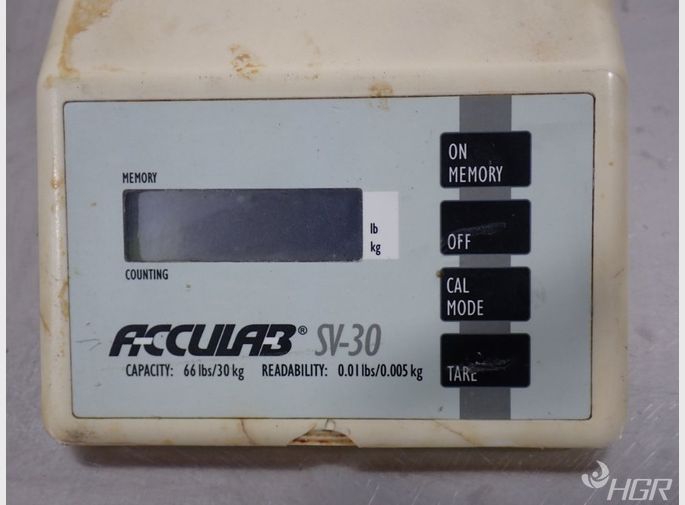 MEMORY
lb
kg
COUNTING
ACCULAB® SV-30
CAPACITY: 66 lbs/30 kg READABILITY: 0.01 lbs/0.005 kg
ON
MEMORY
OFF
CAL
MODE
TARE
HGR